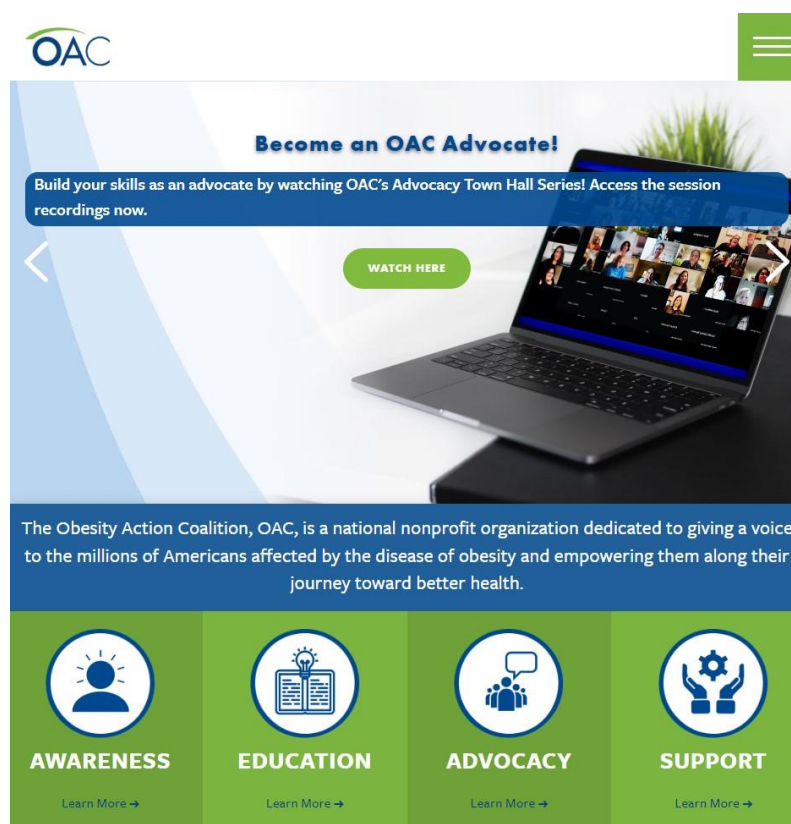 OAC
Become an OAC Advocate!
Build your skills as an advocate by watching OAC's Advocacy Town Hall Series! Access the session
recordings now.
WATCH HERE
The Obesity Action Coalition, OAC, is a national nonprofit organization dedicated to giving a voice
to the millions of Americans affected by the disease of obesity and empowering them along their
journey toward better health.
AWARENESS
EDUCATION
ADVOCACY
SUPPORT
Learn More →
Learn More →
Learn More →
Learn More →